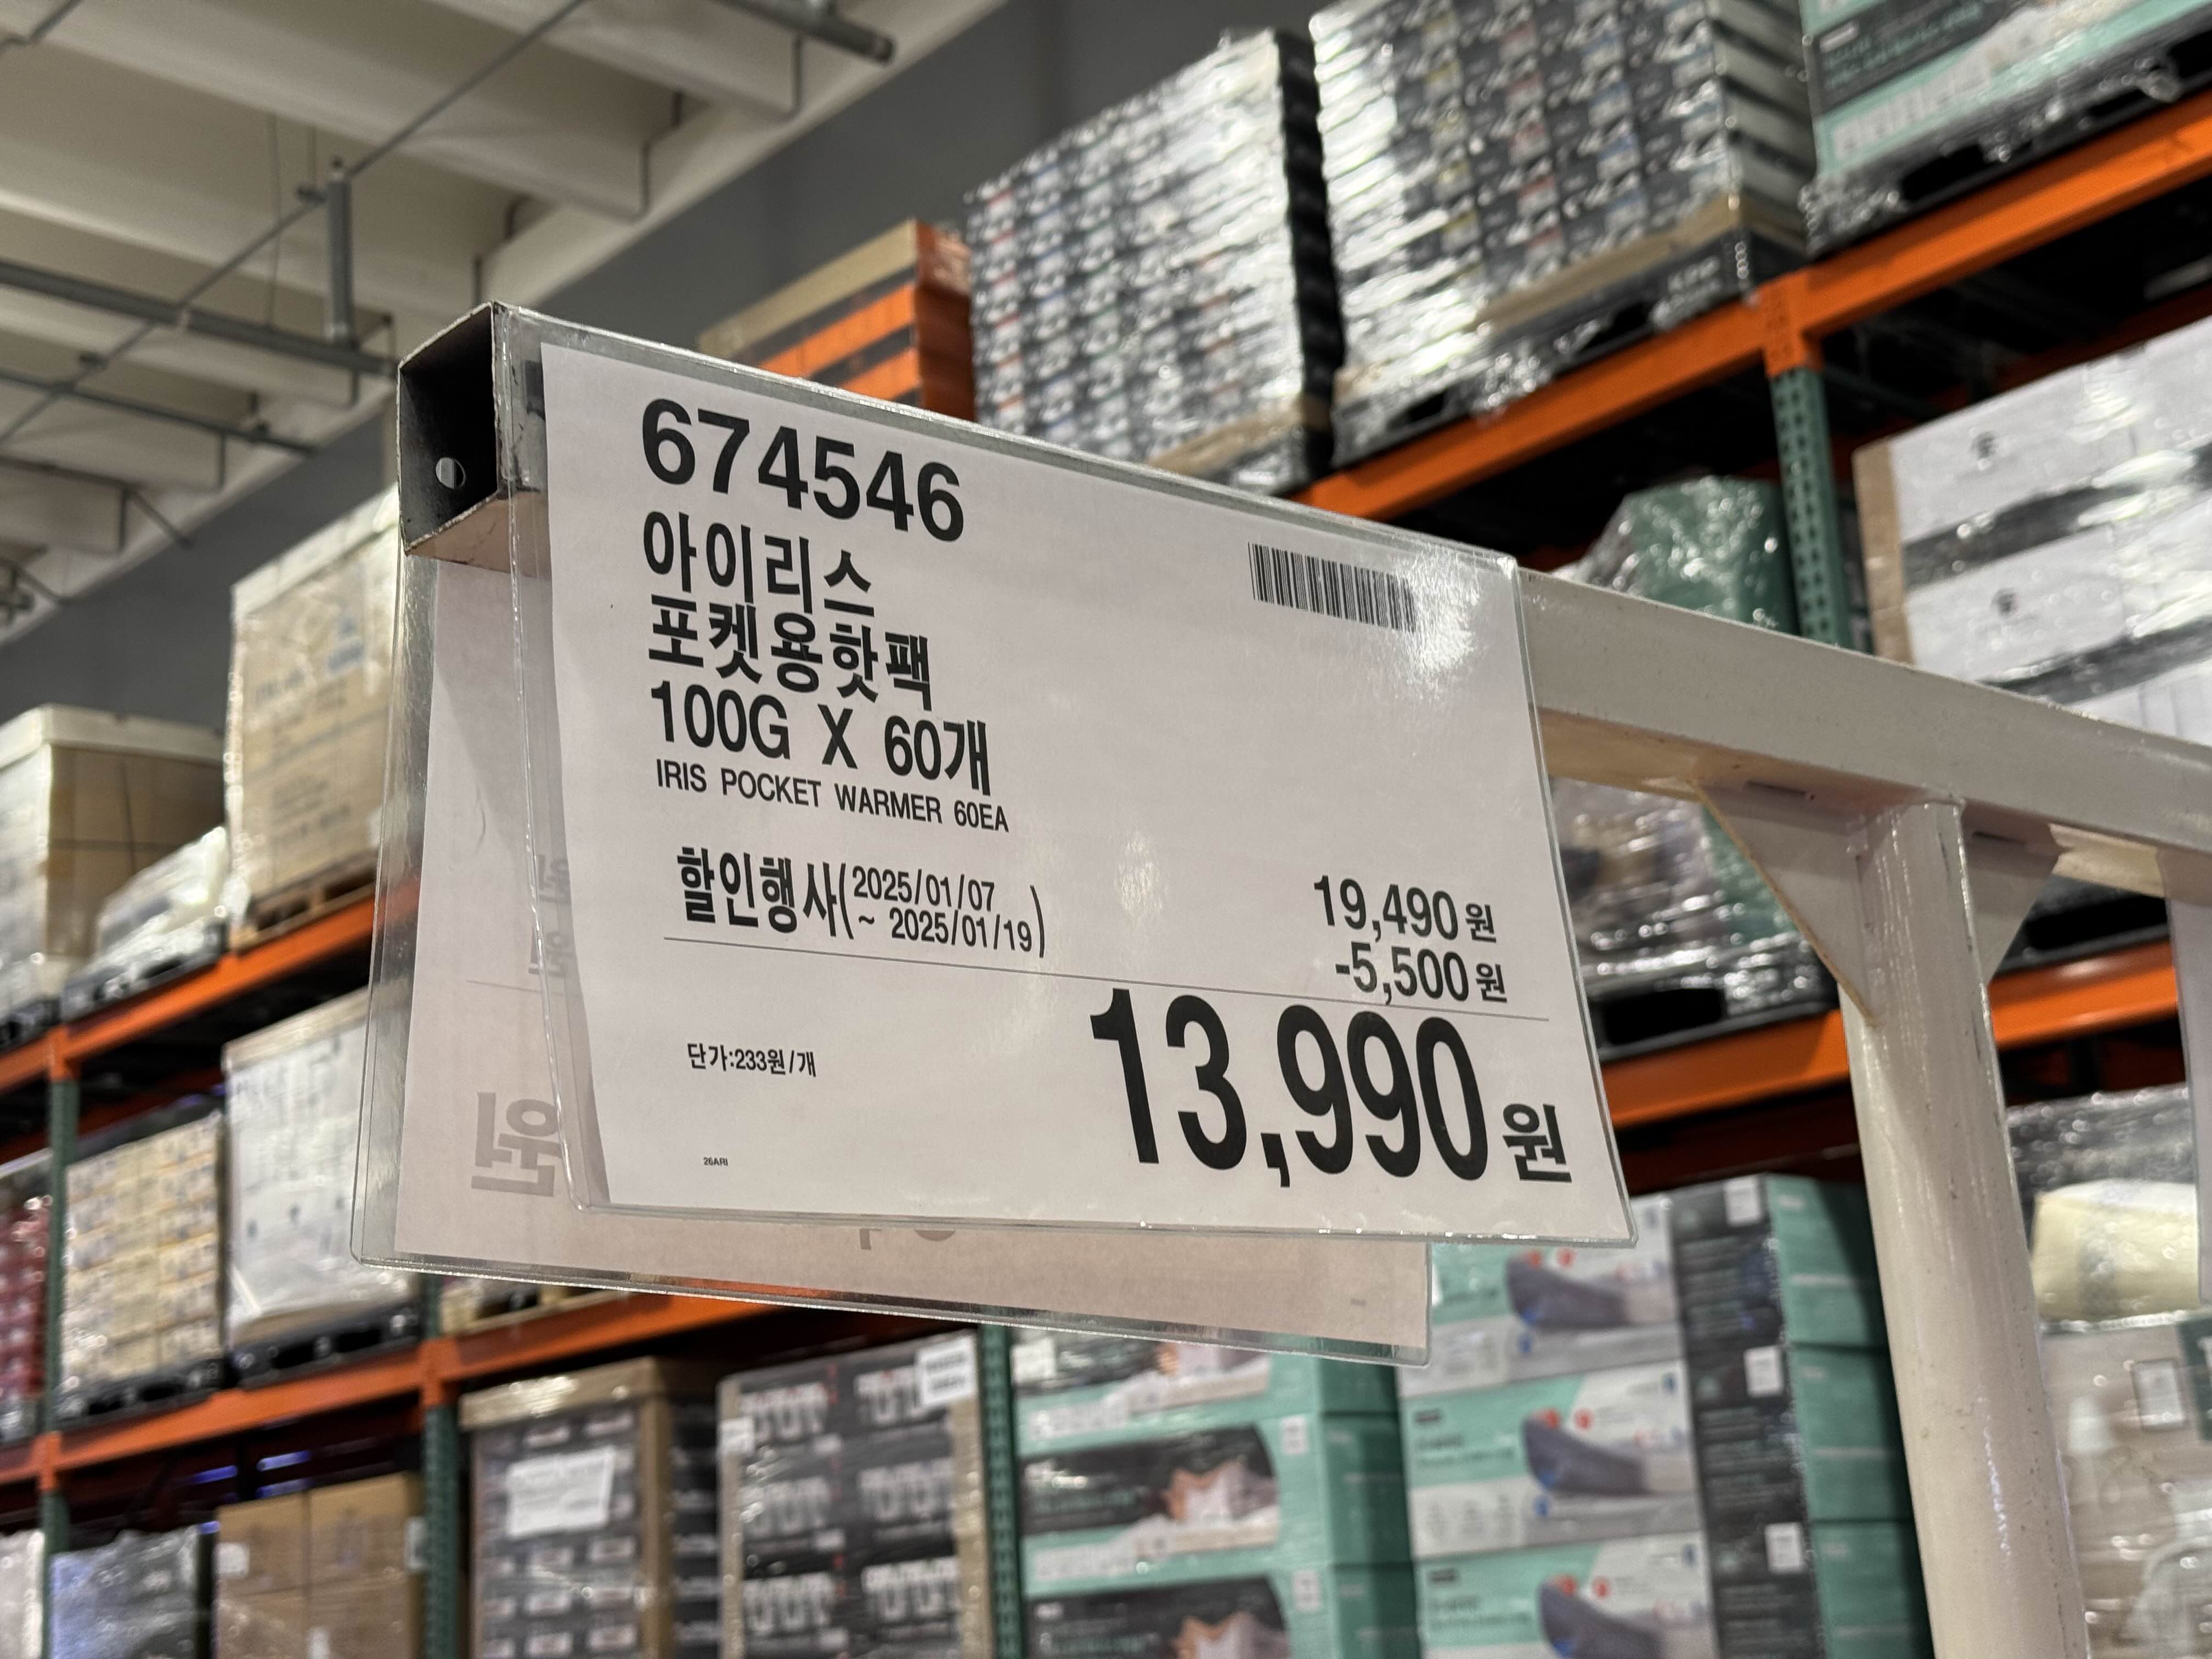 674546
아이리스
포켓용핫팩
100G X 60개
IRIS POCKET WARMER 60EA
할인행사(2025/01/07
~ 2025/01/19)
19,490원
-5,500원
13,990원
단가:233원/개
26ARI
원